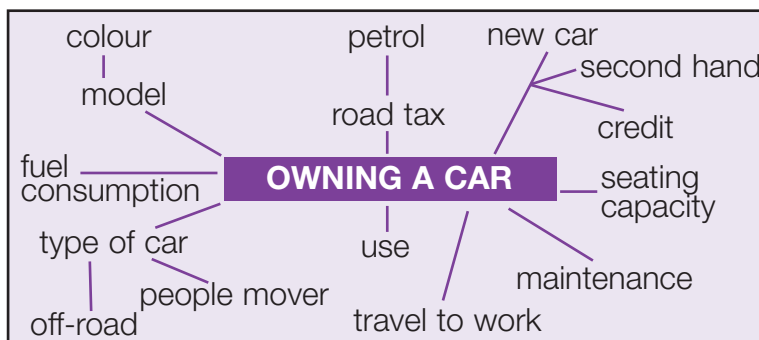 colour
petrol
new car
second hand
model
road tax
credit
fuel
consumption
OWNING A CAR
seating
capacity
type of car
use
maintenance
people mover
off-road
travel to work